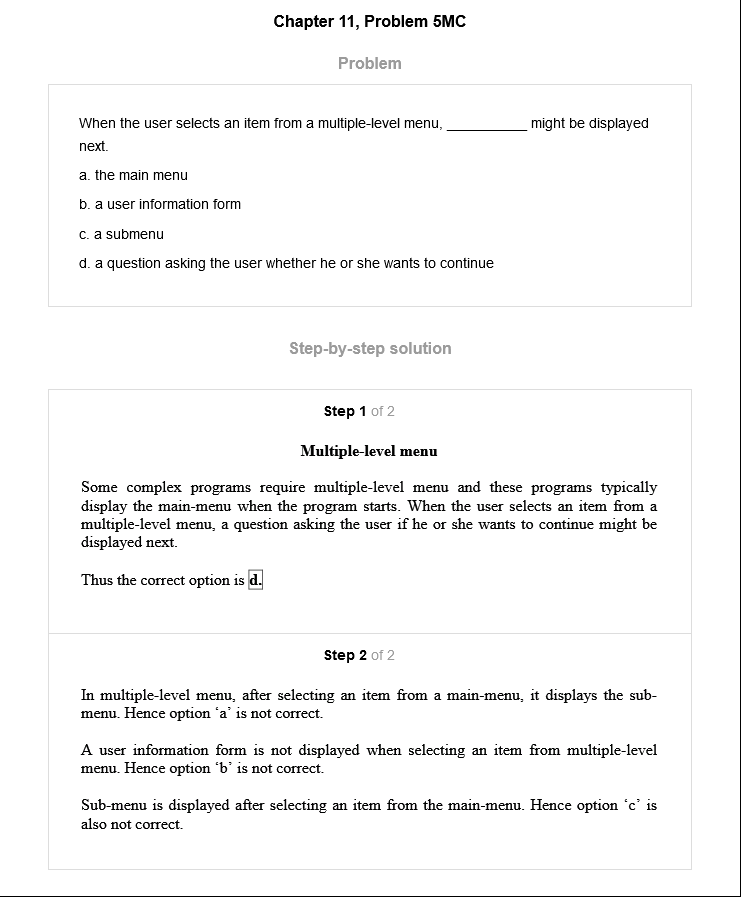 Chapter 11, Problem 5MC
Problem
When the user selects an item from a multiple-level menu, __________ might be displayed
next.
a. the main menu
b. a user information form
c. a submenu
d. a question asking the user whether he or she wants to continue
Step-by-step solution
Step 1 of 2
Multiple-level menu
Some complex programs require multiple-level menu and these programs typically
display the main-menu when the program starts. When the user selects an item from a
multiple-level menu, a question asking the user if he or she wants to continue might be
displayed next.
Thus the correct option is d.
Step 2 of 2
In multiple-level menu, after selecting an item from a main-menu, it displays the sub-
menu. Hence option ‘a’ is not correct.
A user information form is not displayed when selecting an item from multiple-level
menu. Hence option ‘b’ is not correct.
Sub-menu is displayed after selecting an item from the main-menu. Hence option ‘c’ is
also not correct.